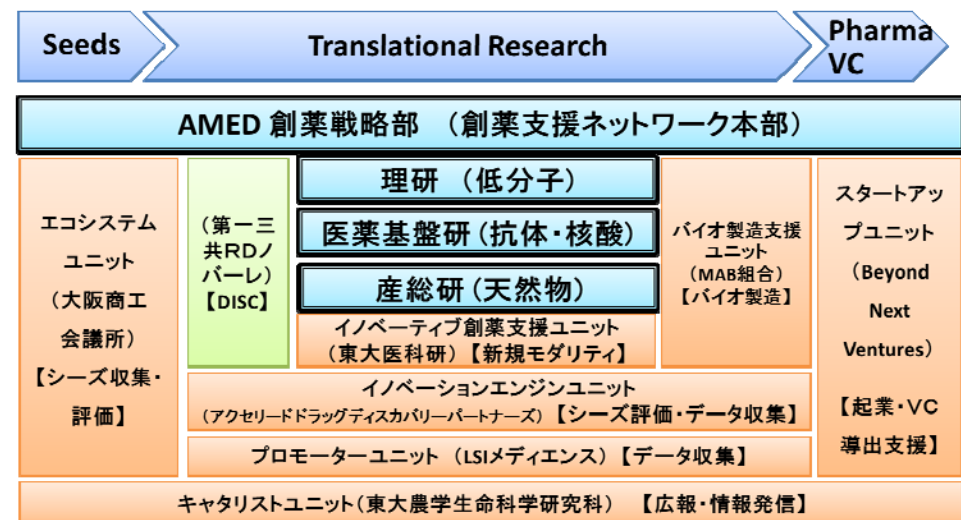 Seeds
Translational Research
Pharma
VC
AMED 創薬戦略部 （創薬支援ネットワーク本部）
エコシステム
ユニット
（大阪商工
会議所）
【シーズ収集・
評価】
（第一三
共RDノ
バーレ）
【DISC】
理研 （低分子）
医薬基盤研（抗体・核酸）
産総研（天然物）
イノベーティブ創薬支援ユニット
（東大医科研）【新規モダリティ】
バイオ製造支援
ユニット
（MAB組合）
【バイオ製造】
スタートアッ
プユニット
（Beyond
Next
Ventures）
【起業・VC
導出支援】
イノベーションエンジンユニット
（アクセリードドラッグディスカバリーパートナーズ）【シーズ評価・データ収集】
プロモーターユニット （LSIメディエンス）【データ収集】
キャタリストユニット（東大農学生命科学研究科） 【広報・情報発信】